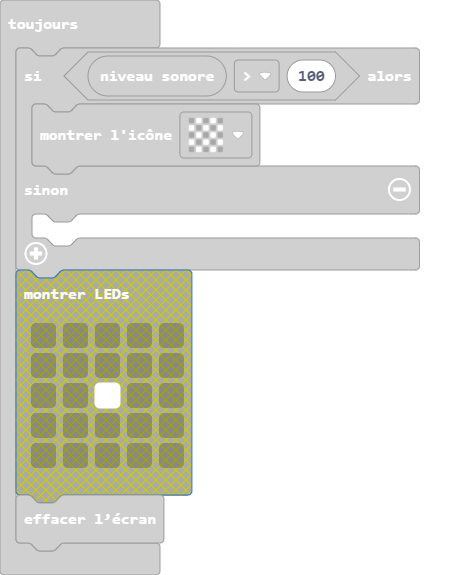 toujours
si niveau sonore > 100 alors
montrer l'icône
sinon
montrer LEDs
effacer l’écran